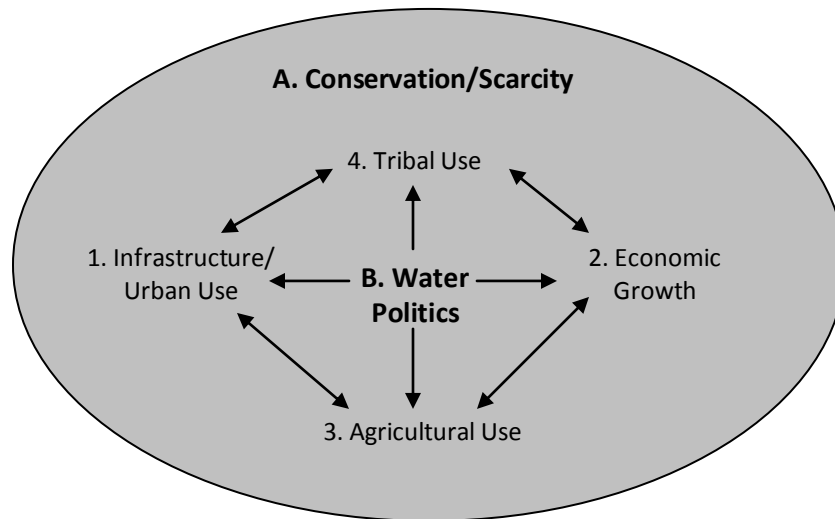 A. Conservation/Scarcity
4. Tribal Use
1. Infrastructure/
Urban Use
B. Water
Politics
2. Economic
Growth
3. Agricultural Use